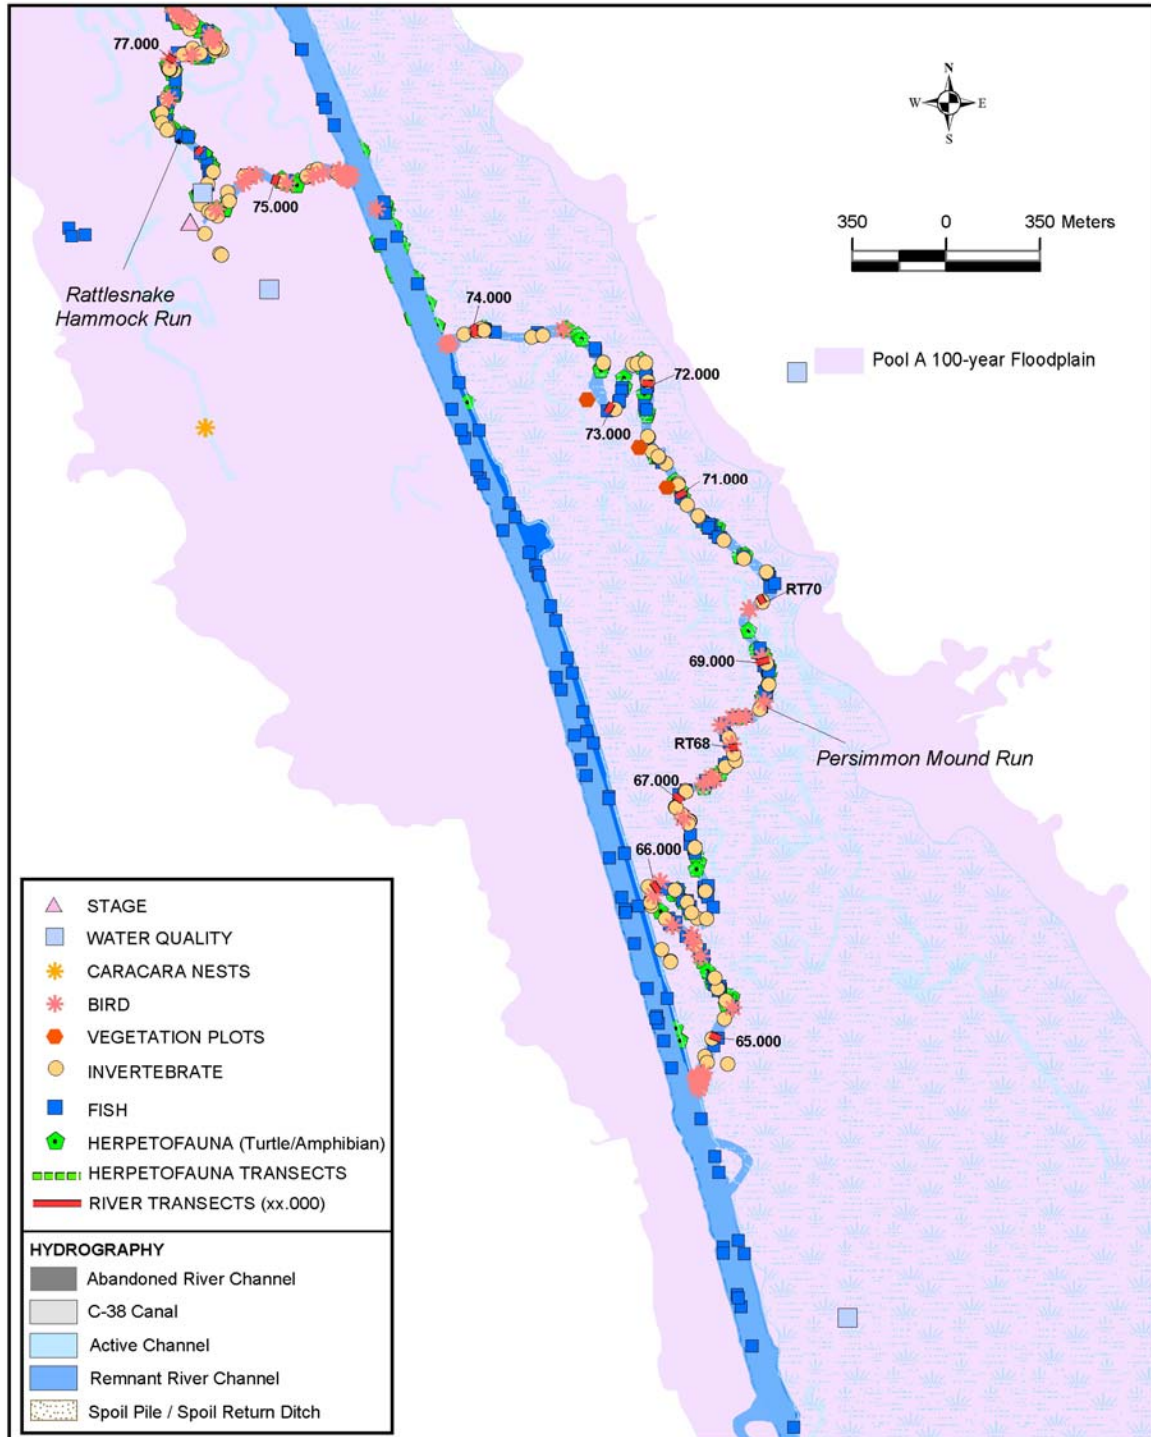 77.000
N
W E
S
75.000
350 0 350 Meters
Rattlesnake
Hammock Run
74.000
Pool A 100-year Floodplain
72.000
73.000
71.000
RT70
69.000
RT68
Persimmon Mound Run
67.000
66.000
65.000
STAGE
WATER QUALITY
CARACARA NESTS
BIRD
VEGETATION PLOTS
INVERTEBRATE
FISH
HERPETOFAUNA (Turtle/Amphibian)
HERPETOFAUNA TRANSECTS
RIVER TRANSECTS (xx.000)
HYDROGRAPHY
Abandoned River Channel
C-38 Canal
Active Channel
Remnant River Channel
Spoil Pile / Spoil Return Ditch